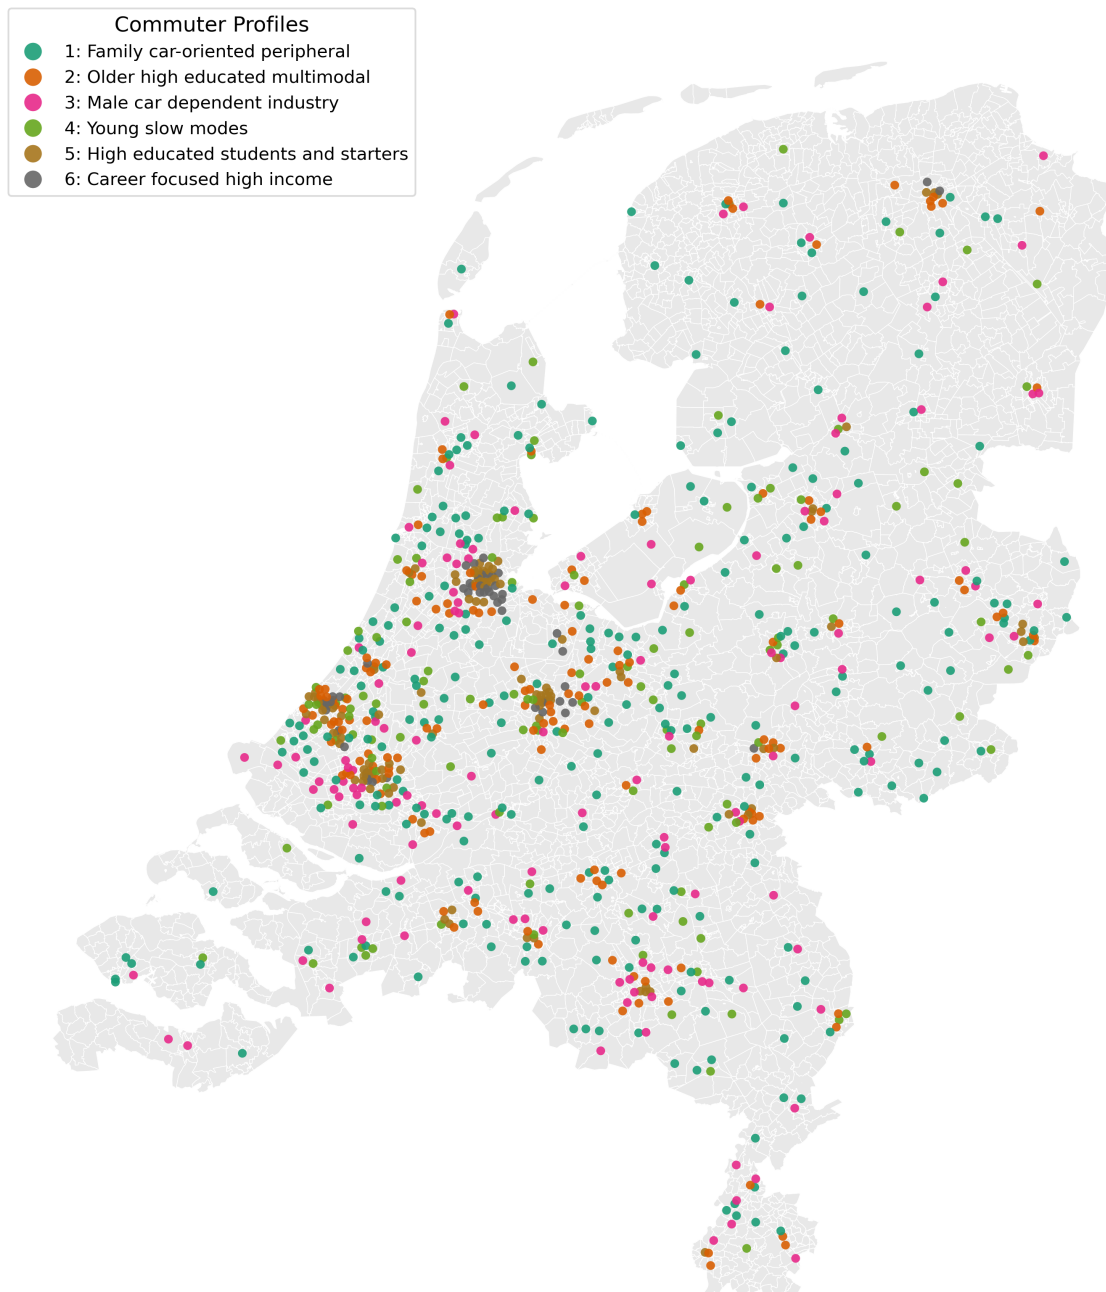 Commuter Profiles
1: Family car-oriented peripheral
2: Older high educated multimodal
3: Male car dependent industry
4: Young slow modes
5: High educated students and starters
6: Career focused high income